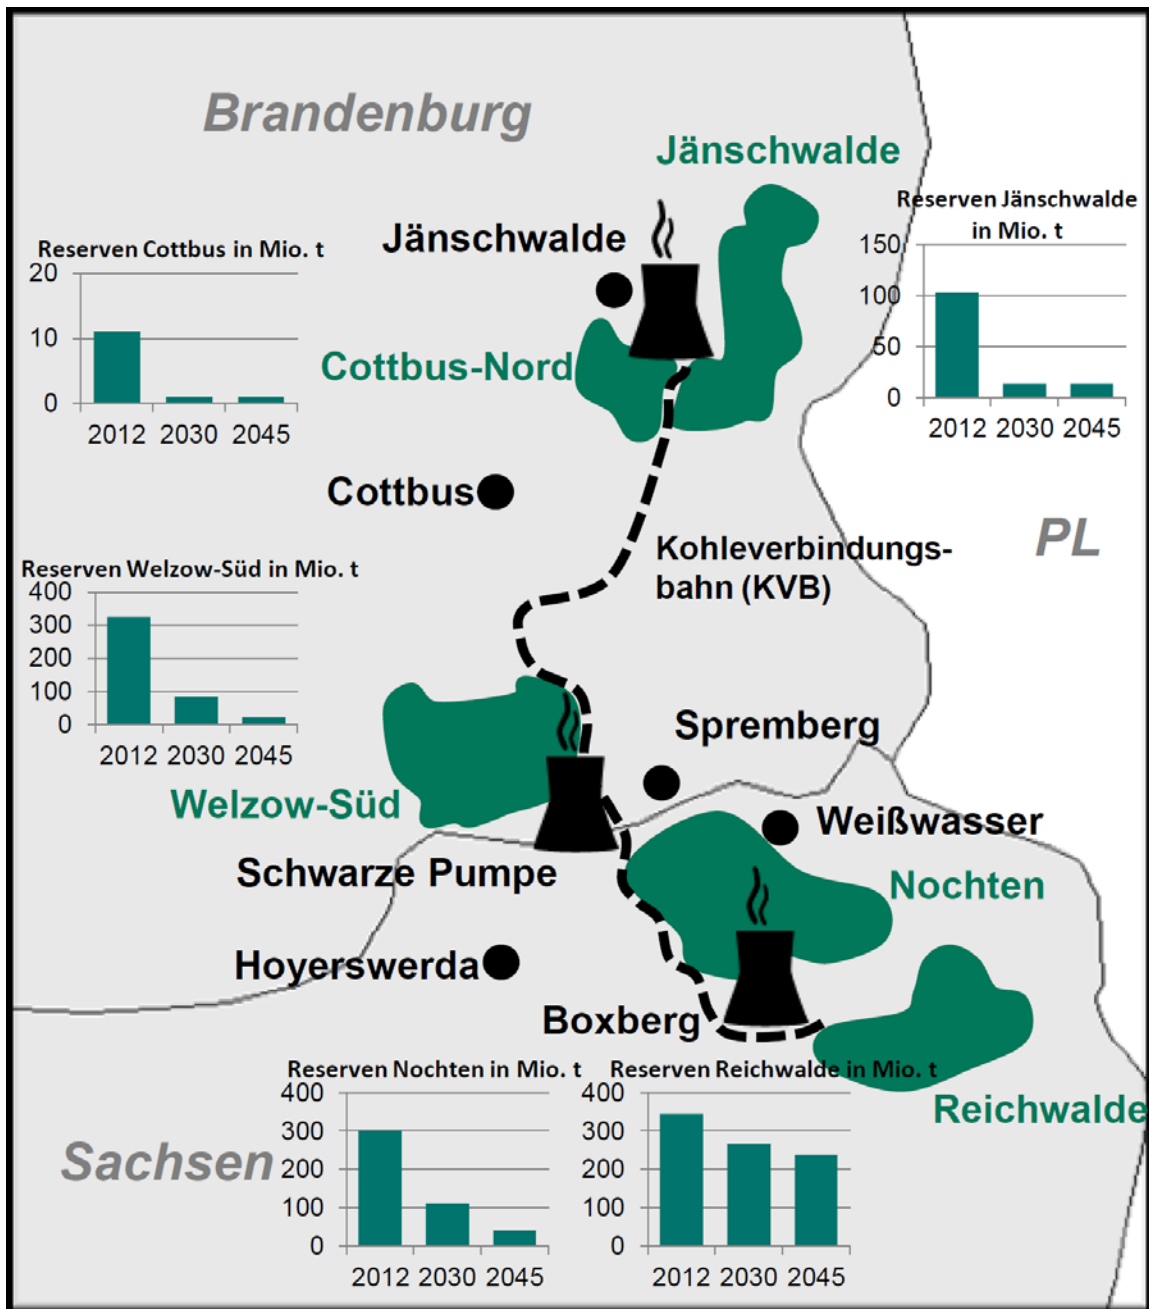 Brandenburg
Jänschwalde
Reserven Jänschwalde
in Mio. t
150
100
50
0
2012 2030 2045
Jänschwalde
Reserven Cottbus in Mio. t
20
10
0
2012 2030 2045
Cottbus-Nord
Cottbus
PL
Kohleverbindungs-
bahn (KVB)
Reserven Welzow-Süd in Mio. t
400
300
200
100
0
2012 2030 2045
Spremberg
Welzow-Süd
Weißwasser
Schwarze Pumpe
Nochten
Hoyerswerda
Boxberg
Reserven Nochten in Mio. t
400
300
200
100
0
2012 2030 2045
Reserven Reichwalde in Mio. t
400
300
200
100
0
2012 2030 2045
Reichwalde
Sachsen